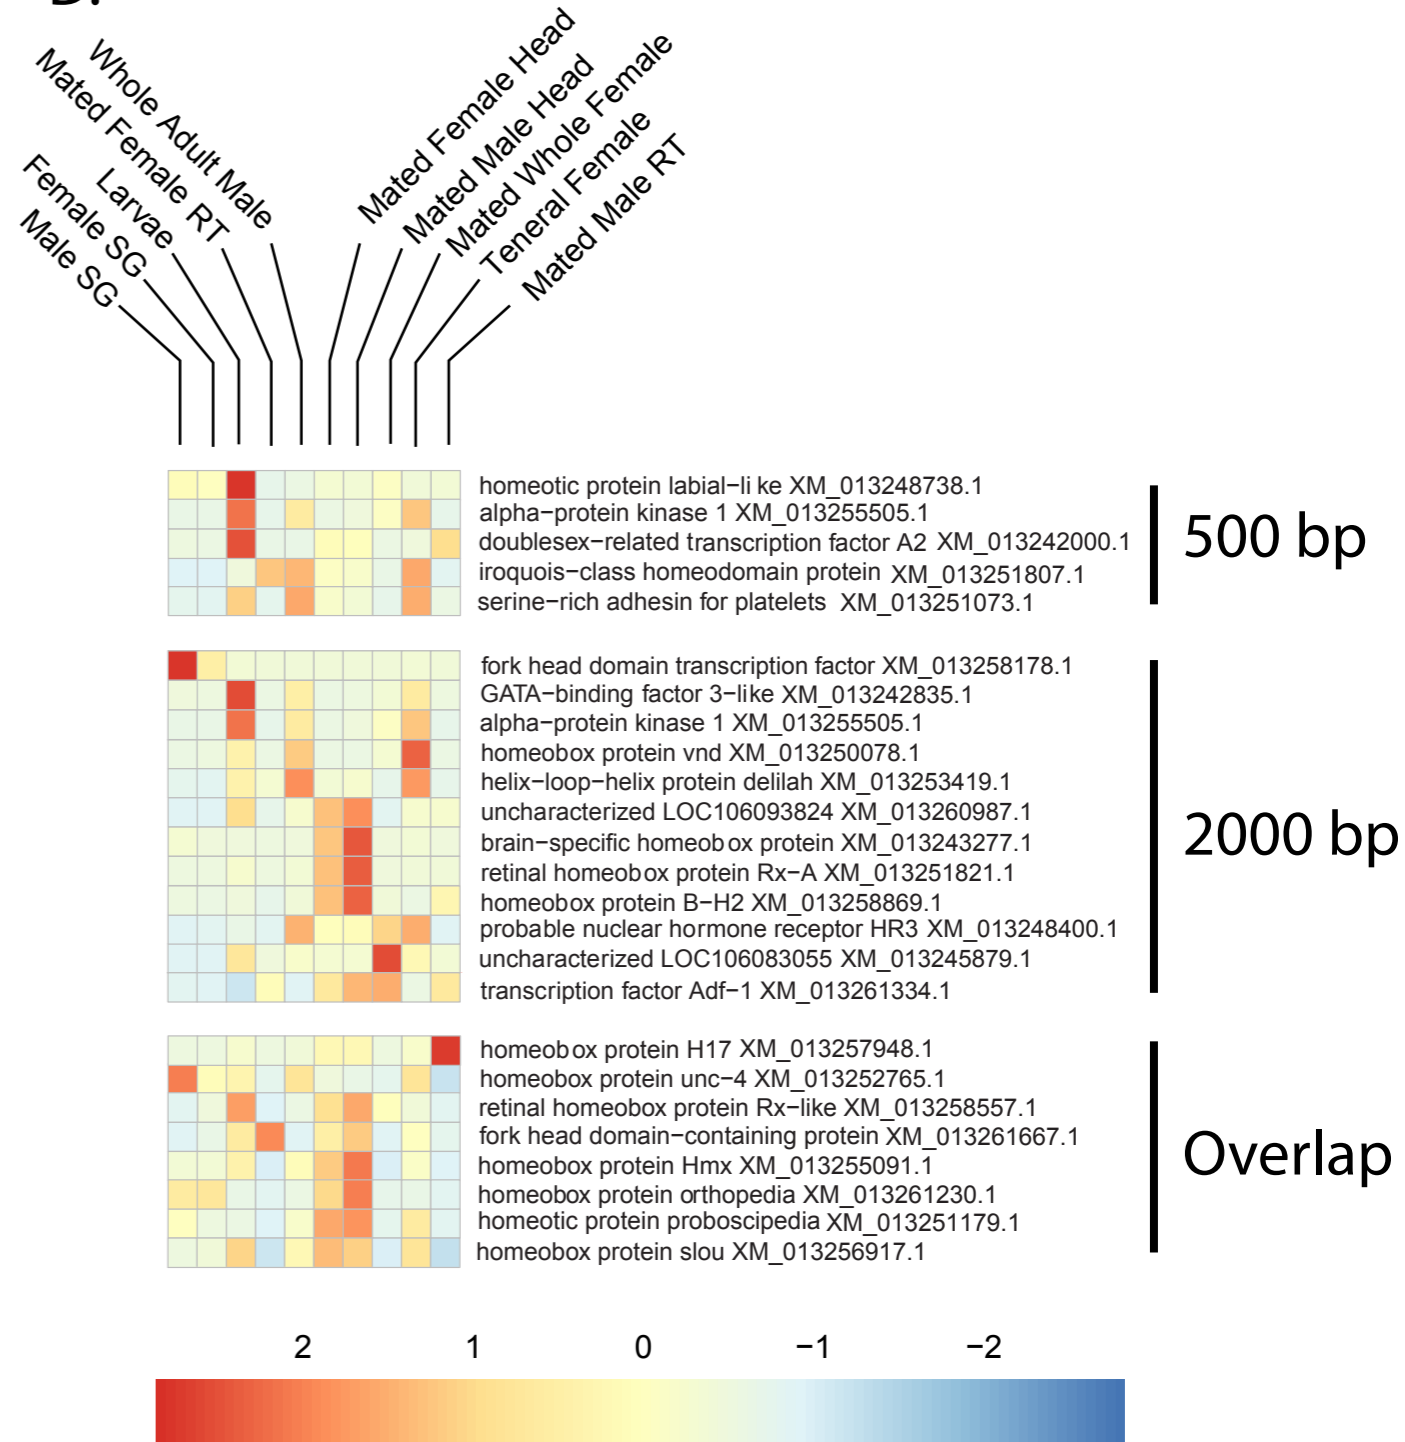 Whole Adult Male
Mated Female RT
Larvae
Female SG
Male SG
Mated Female Head
Mated Male Head
Mated Whole Female
Teneral Female
Mated Male RT
homeotic protein labial−li ke XM_013248738.1
alpha−protein kinase 1 XM_013255505.1
doublesex−related transcription factor A2 XM_013242000.1
iroquois−class homeodomain protein XM_013251807.1
serine−rich adhesin for platelets XM_013251073.1
500 bp
fork head domain transcription factor XM_013258178.1
GATA−binding factor 3−like XM_013242835.1
alpha−protein kinase 1 XM_013255505.1
homeobox protein vnd XM_013250078.1
helix−loop−helix protein delilah XM_013253419.1
uncharacterized LOC106093824 XM_013260987.1
brain−specific homeobox protein XM_013243277.1
retinal homeobox protein Rx−A XM_013251821.1
homeobox protein B−H2 XM_013258869.1
probable nuclear hormone receptor HR3 XM_013248400.1
uncharacterized LOC106083055 XM_013245879.1
transcription factor Adf−1 XM_013261334.1
2000 bp
homeobox protein H17 XM_013257948.1
homeobox protein unc−4 XM_013252765.1
retinal homeobox protein Rx−like XM_013258557.1
fork head domain−containing protein XM_013261667.1
homeobox protein Hmx XM_013255091.1
homeobox protein orthopedia XM_013261230.1
homeotic protein proboscipedia XM_013251179.1
homeobox protein slou XM_013256917.1
Overlap
2 1 0 −1 −2